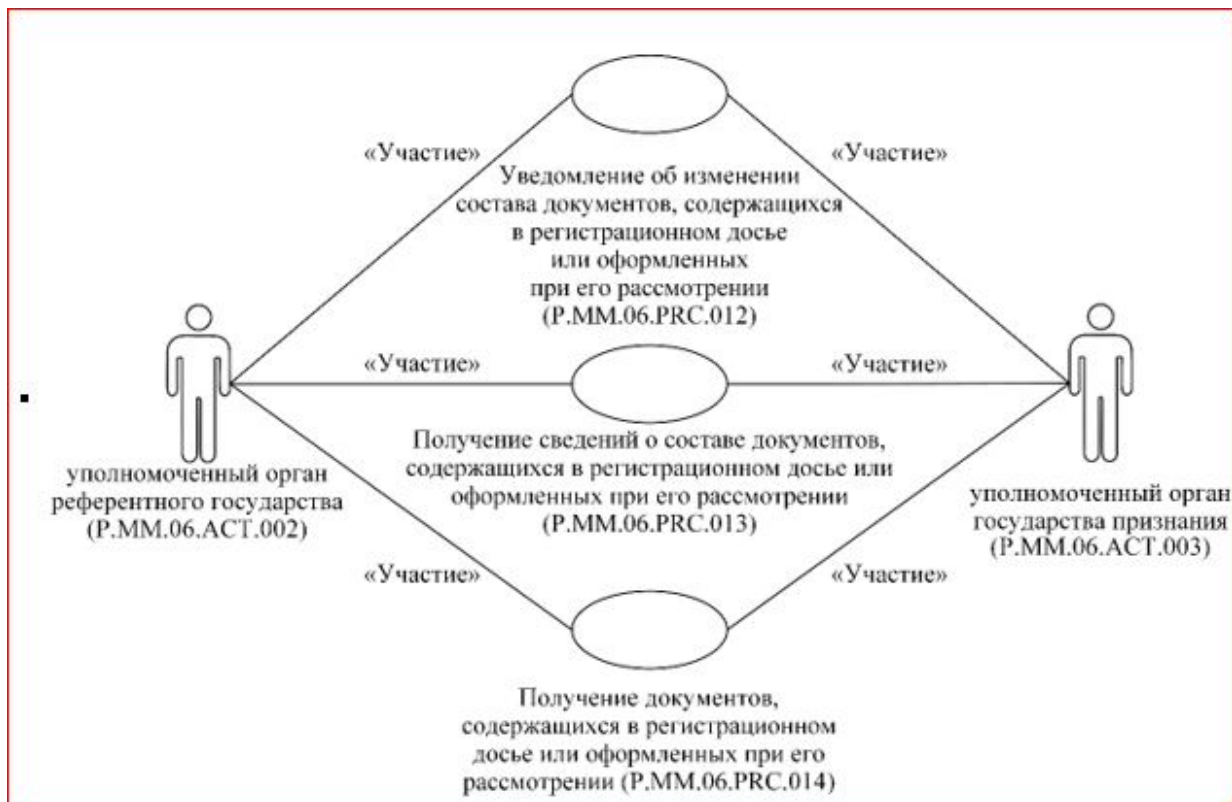 «Участие»
«Участие»
Уведомление об изменении
состава документов, содержащихся
в регистрационном досье
или оформленных
при его рассмотрении
(P.MM.06.PRC.012)
«Участие»
«Участие»
уполномоченный орган
референтного государства
(P.MM.06.ACT.002)
Получение сведений о составе документов,
содержащихся в регистрационном досье или
оформленных при его рассмотрении
(P.MM.06.PRC.013)
уполномоченный орган
государства признания
(P.MM.06.ACT.003)
«Участие»
«Участие»
Получение документов,
содержащихся в регистрационном
досье или оформленных при его
рассмотрении (P.MM.06.PRC.014)